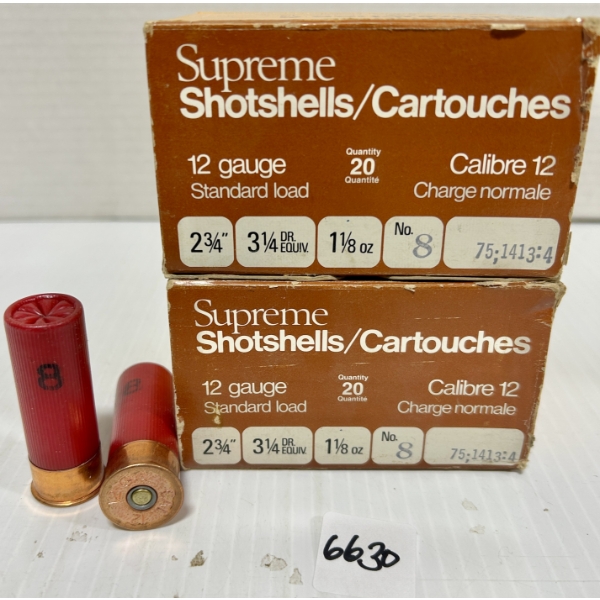 Supreme
Shotshells/Cartouches
12 gauge
Standard load
Quantity
20
Quantité
Calibre 12
Charge normale
2¾"
3¼ DR. EQUIV.
1⅛ oz
No. 8
75;1413:4
Supreme
Shotshells/Cartouches
12 gauge
Standard load
Quantity
20
Quantité
Calibre 12
Charge normale
2¾"
3¼ DR. EQUIV.
1⅛ oz
No. 8
75;1413:4
8
6630